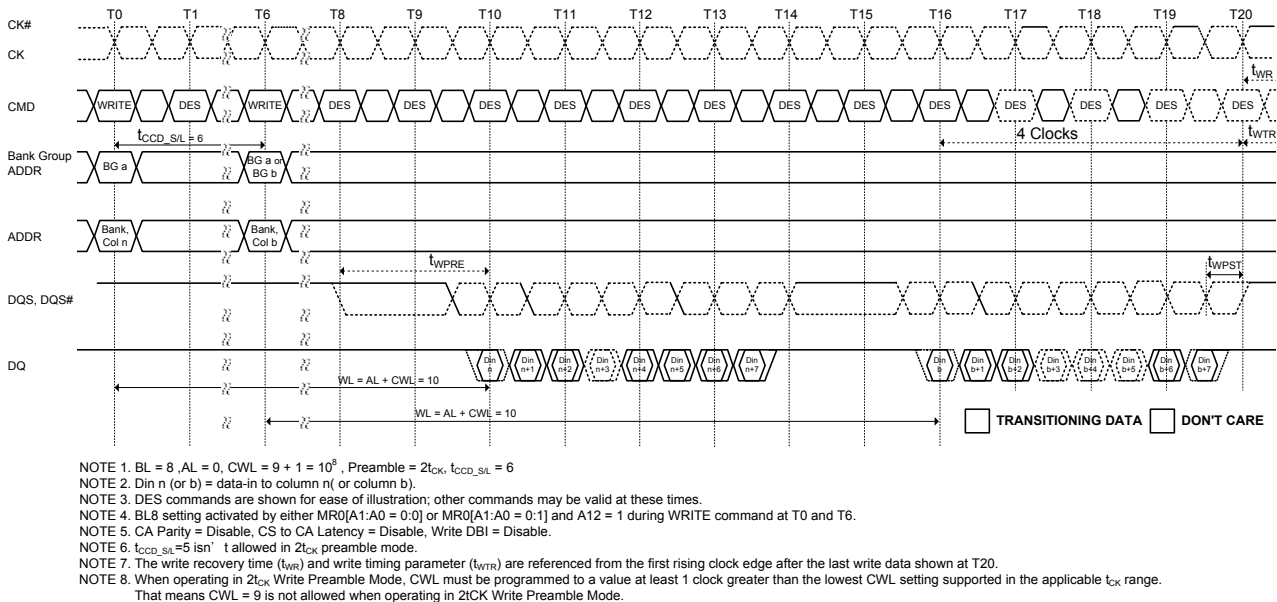 T0 T1 T6 T8 T9 T10 T11 T12 T13 T14 T15 T16 T17 T18 T19 T20
CK#
CK
tWR
CMD
WRITE DES WRITE DES DES DES DES DES DES DES DES DES DES DES DES DES
tCCD_S/L = 6
4 Clocks
tWTR
Bank Group
ADDR
BG a
BG a or
BG b
ADDR
Bank,
Col n
Bank,
Col b
tWPRE
tWPST
DQS, DQS#
DQ
Din
n
Din
n+1
Din
n+2
Din
n+3
Din
n+4
Din
n+5
Din
n+6
Din
n+7
Din
b
Din
b+1
Din
b+2
Din
b+3
Din
b+4
Din
b+5
Din
b+6
Din
b+7
WL = AL + CWL = 10
WL = AL + CWL = 10
TRANSITIONING DATA DON'T CARE
NOTE 1. BL = 8 ,AL = 0, CWL = 9 + 1 = 10⁸ , Preamble = 2tCK, tCCD_S/L = 6
NOTE 2. Din n (or b) = data-in to column n( or column b).
NOTE 3. DES commands are shown for ease of illustration; other commands may be valid at these times.
NOTE 4. BL8 setting activated by either MR0[A1:A0 = 0:0] or MR0[A1:A0 = 0:1] and A12 = 1 during WRITE command at T0 and T6.
NOTE 5. CA Parity = Disable, CS to CA Latency = Disable, Write DBI = Disable.
NOTE 6. tCCD_S/L=5 isn' t allowed in 2tCK preamble mode.
NOTE 7. The write recovery time (tWR) and write timing parameter (tWTR) are referenced from the first rising clock edge after the last write data shown at T20.
NOTE 8. When operating in 2tCK Write Preamble Mode, CWL must be programmed to a value at least 1 clock greater than the lowest CWL setting supported in the applicable tCK range.
That means CWL = 9 is not allowed when operating in 2tCK Write Preamble Mode.